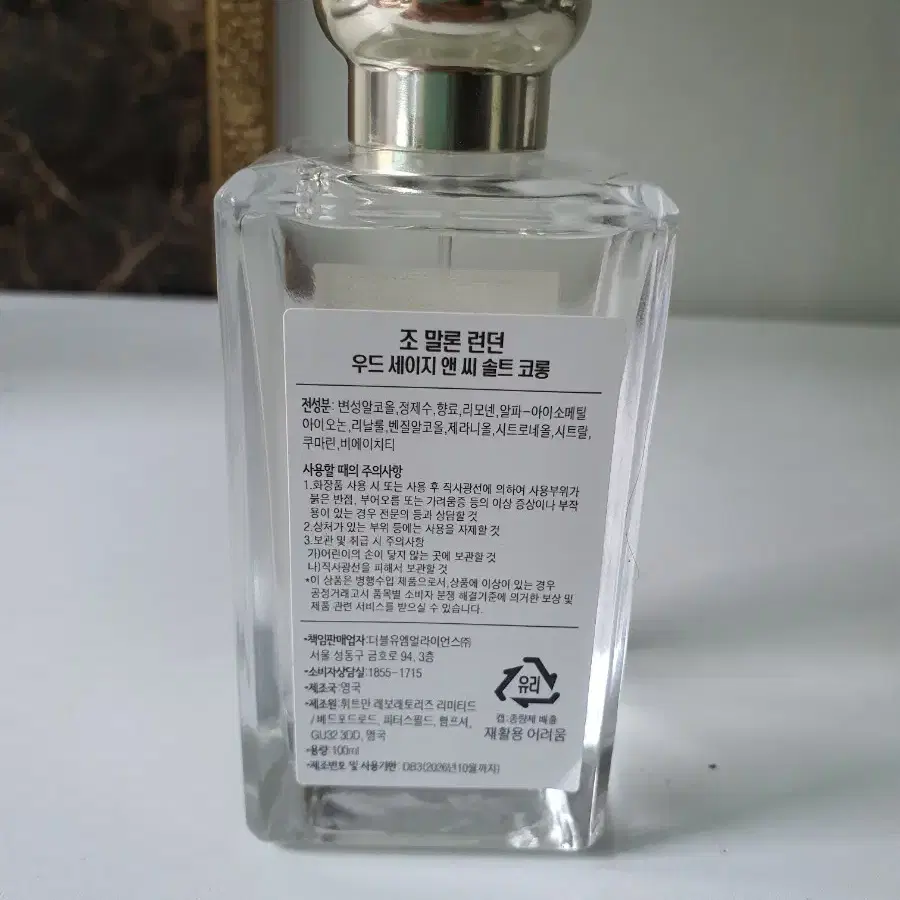 조 말론 런던
우드 세이지 앤 씨 솔트 코롱
전성분: 변성알코올,정제수,향료,리모넨,알파-아이소메틸
아이오논,리날룰,벤질알코올,제라니올,시트로네올,시트랄,
쿠마린,비에이치티
사용할 때의 주의사항
1.화장품 사용 시 또는 사용 후 직사광선에 의하여 사용부위가
붉은 반점, 부어오름 또는 가려움증 등의 이상 증상이나 부작
용이 있는 경우 전문의 등과 상담할 것
2.상처가 있는 부위 등에는 사용을 자제할 것
3.보관 및 취급 시 주의사항
가)어린이의 손이 닿지 않는 곳에 보관할 것
나)직사광선을 피해서 보관할 것
*이 상품은 병행수입 제품으로서,상품에 이상이 있는 경우
공정거래고시 품목별 소비자 분쟁 해결기준에 의거한 보상 및
제품 관련 서비스를 받으실 수 있습니다.
•책임판매업자:더블유엠얼라이언스㈜
서울 성동구 금호로 94, 3층
•소비자상담실:1855-1715
•제조국:영국
•제조원:휘트만 레보레토리즈 리미티드
/베드포드로드, 피터스필드, 햄프셔,
GU32 3DD, 영국
•용량:100ml
•제조번호 및 사용기한: DB3(2026년10월까지)
유리
캡:종량제 배출
재활용 어려움